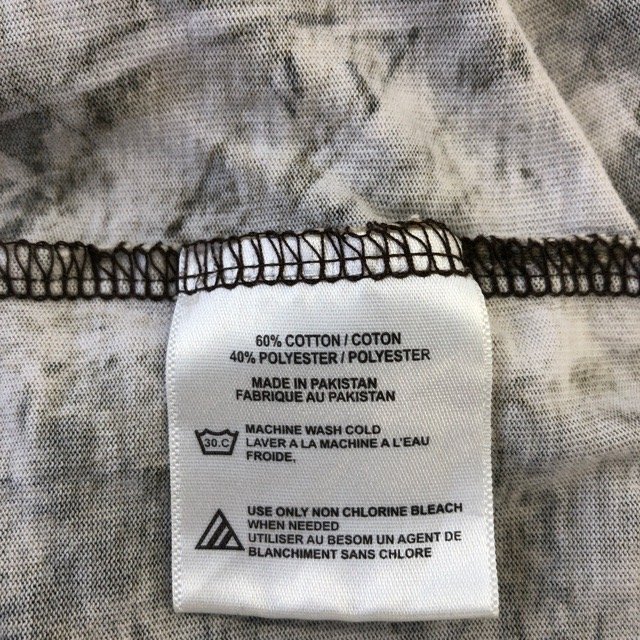 60% COTTON / COTON
40% POLYESTER / POLYESTER
MADE IN PAKISTAN
FABRIQUE AU PAKISTAN
30.C
MACHINE WASH COLD
LAVER A LA MACHINE A L'EAU
FROIDE.
USE ONLY NON CHLORINE BLEACH
WHEN NEEDED
UTILISER AU BESOM UN AGENT DE
BLANCHIMENT SANS CHLORE